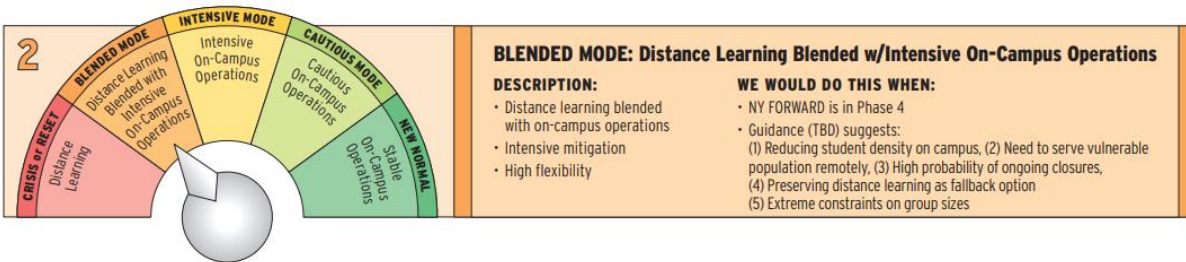 2
CRISIS or RESET
Distance
Learning
BLENDED MODE
Distance Learning
Blended with
Intensive
On-Campus
Operations
INTENSIVE MODE
Intensive
On-Campus
Operations
CAUTIOUS MODE
Cautious
On-Campus
Operations
NEW NORMAL
Stable
On-Campus
Operations
BLENDED MODE: Distance Learning Blended w/Intensive On-Campus Operations
DESCRIPTION:
• Distance learning blended
with on-campus operations
• Intensive mitigation
• High flexibility
WE WOULD DO THIS WHEN:
• NY FORWARD is in Phase 4
• Guidance (TBD) suggests:
(1) Reducing student density on campus, (2) Need to serve vulnerable
population remotely, (3) High probability of ongoing closures,
(4) Preserving distance learning as fallback option
(5) Extreme constraints on group sizes